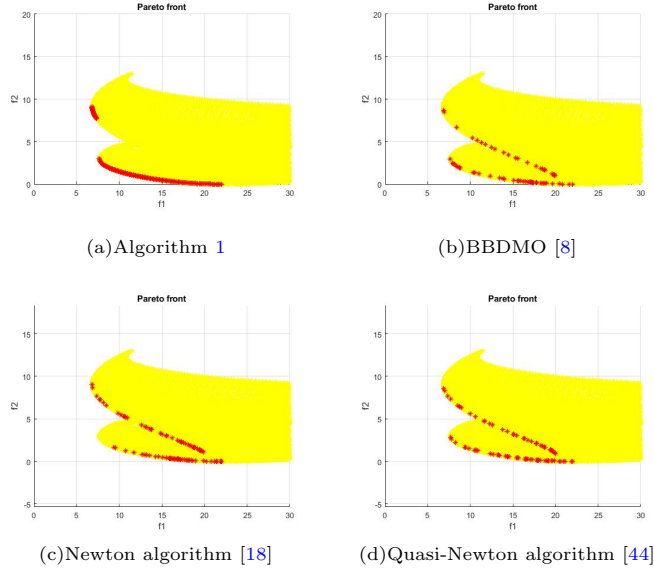 Pareto front
Pareto front
20
15
10
5
0
f2
0 5 10 15 20 25 30
f1
20
15
10
5
0
f2
0 5 10 15 20 25 30
f1
(a)Algorithm 1
(b)BBDMO [8]
Pareto front
Pareto front
15
10
5
0
-5
f2
0 5 10 15 20 25 30
f1
15
10
5
0
-5
f2
0 5 10 15 20 25 30
f1
(c)Newton algorithm [18]
(d)Quasi-Newton algorithm [44]